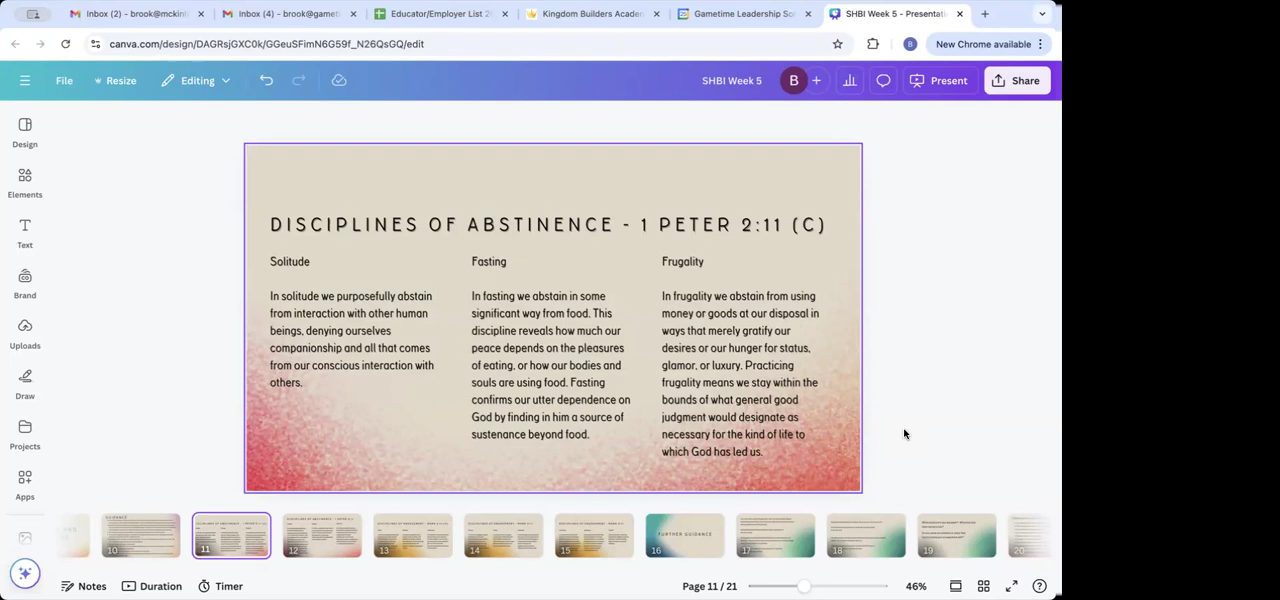 Inbox (2) - brook@mckin
Inbox (4) - brook@gameti
Educator/Employer List 2
Kingdom Builders Acaden
Gametime Leadership So
SHBI Week 5 - Presentati
canva.com/design/DAGRsjGXC0k/GGeuSFimN6G59f_N26QsGQ/edit
B
New Chrome available
File
Resize
Editing
SHBI Week 5
B
Present
Share
Design
Elements
Text
Brand
Uploads
Draw
Projects
Apps
DISCIPLINES OF ABSTINENCE - 1 PETER 2:11 (C)
Solitude
In solitude we purposefully abstain
from interaction with other human
beings, denying ourselves
companionship and all that comes
from our conscious interaction with
others.
Fasting
In fasting we abstain in some
significant way from food. This
discipline reveals how much our
peace depends on the pleasures
of eating, or how our bodies and
souls are using food. Fasting
confirms our utter dependence on
God by finding in him a source of
sustenance beyond food.
Frugality
In frugality we abstain from using
money or goods at our disposal in
ways that merely gratify our
desires or our hunger for status,
glamor, or luxury. Practicing
frugality means we stay within the
bounds of what general good
judgment would designate as
necessary for the kind of life to
which God has led us.
GUIDANCE
FURTHER GUIDANCE
10
11
12
13
14
15
16
17
18
19
20
Notes
Duration
Timer
Page 11 / 21
46%